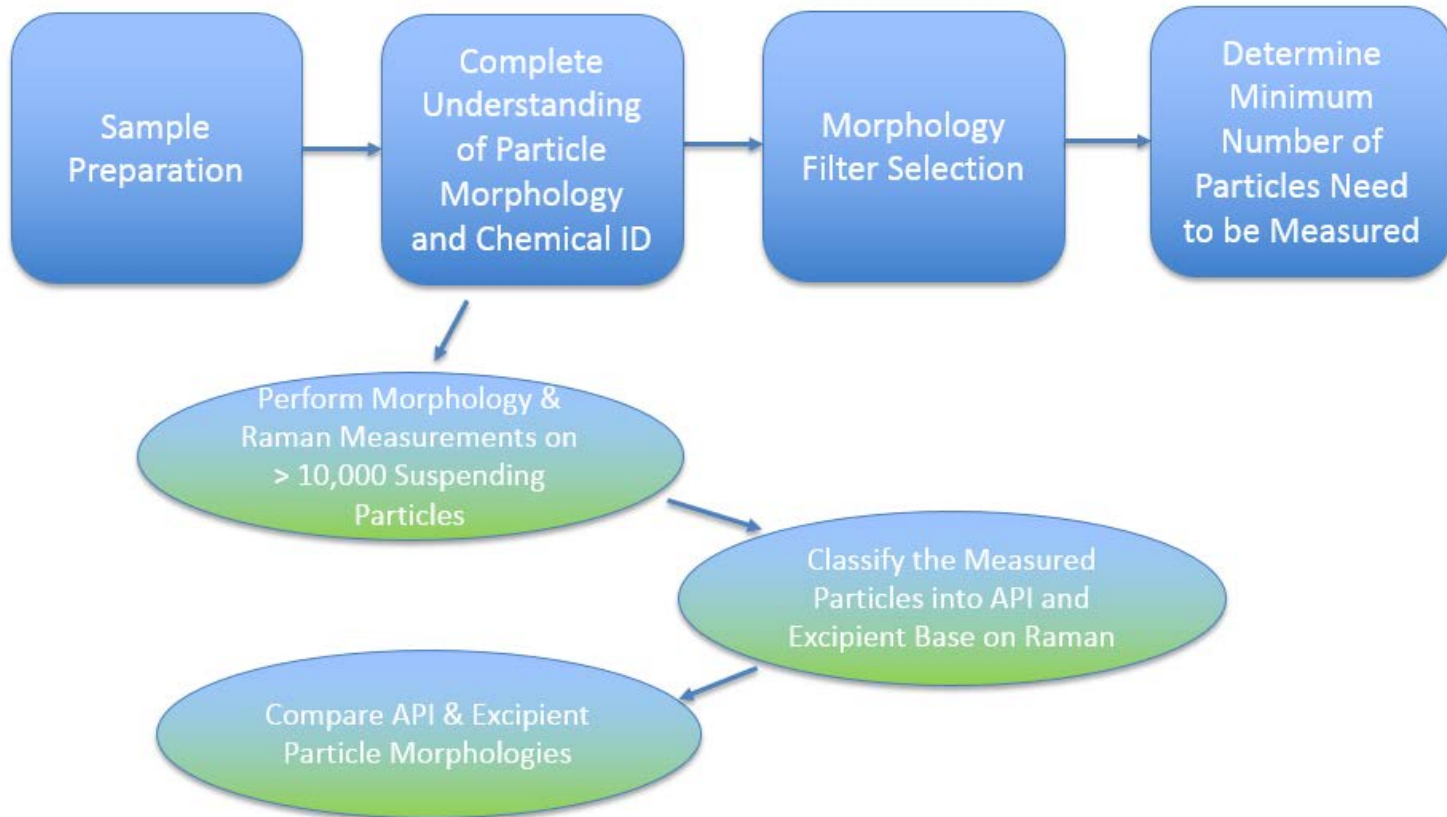 Sample
Preparation
Complete
Understanding
of Particle
Morphology
and Chemical ID
Morphology
Filter Selection
Determine
Minimum
Number of
Particles Need
to be Measured
Perform Morphology &
Raman Measurements on
> 10,000 Suspending
Particles
Classify the Measured
Particles into API and
Excipient Base on Raman
Compare API & Excipient
Particle Morphologies